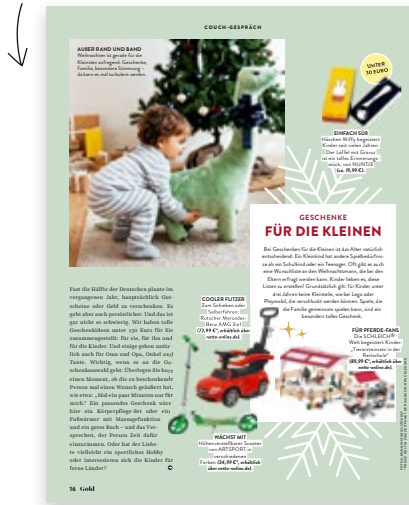 COUCH-GESPRÄCH
AUßER RAND UND BAND
Weihnachten ist gerade für die
Kleinsten aufregend. Geschenke,
Familie, besondere Stimmung –
da kann es mal turbulent werden.
UNTER
30 EURO
EINFACH SÜß
Häschen Miffy begeistert
Kinder seit vielen Jahren.
Der Löffel mit Gravur
ist ein tolles Erinnerungs-
stück, von NIJNTJE
(ca. 19,99 €).
GESCHENKE
FÜR DIE KLEINEN
Bei Geschenken für die Kleinen ist das Alter natürlich
entscheidend: Ein Kleinkind hat andere Spielbedürfnis-
se als ein Schulkind oder ein Teenager. Oft gibt es auch
eine Wunschliste an den Weihnachtsmann, die bei den
Eltern erfragt werden kann. Kinder lieben es, diese
Listen zu erstellen! Grundsätzlich gilt: Für Kinder unter
drei Jahren keine Kleinteile, wie bei Lego oder
Playmobil, die verschluckt werden können. Spiele, die
die Familie gemeinsam spielen kann, sind ein
besonders tolles Geschenk.
Fast die Hälfte der Deutschen plante im
vergangenen Jahr, hauptsächlich Gut-
scheine oder Geld zu verschenken. Es
geht aber auch persönlicher. Und das ist
gar nicht so schwierig. Wir haben tolle
Geschenkideen unter 150 Euro für Sie
zusammengestellt: für sie, für ihn und
für die Kinder. Und einige gehen natür-
lich auch für Oma und Opa, Onkel und
Tante. Wichtig, wenn es an die Ge-
schenkauswahl geht: Überlegen Sie kurz
einen Moment, ob die zu beschenkende
Person mal einen Wunsch geäußert hat,
wie etwa: „Mal ein paar Minuten nur für
mich.“ Ein passendes Geschenk wäre
hier ein Körperpflege-Set oder ein
Fußwärmer mit Massagefunktion
und ein gutes Buch – und das Ver-
sprechen, der Person Zeit dafür
einzuräumen. Oder hat der Liebs-
te vielleicht ein sportliches Hobby
oder interessieren sich die Kinder für
ferne Länder?
COOLER FLITZER
Zum Schieben oder
Selberfahren:
Rutscher Mercedes-
Benz AMG 3in1
(72,99 €*, erhältlich über
netto-online.de).
FÜR PFERDE-FANS
Die SCHLEICH®-
Welt begeistert Kinder:
„Tierarzteinsatz in der
Reitschule“
(89,99 €*, erhältlich über
netto-online.de).
WÄCHST MIT
Höhenverstellbarer Scooter
von ARTSPORT in
verschiedenen
Farben (34,99 €*, erhältlich
über netto-online.de).
16 Gold